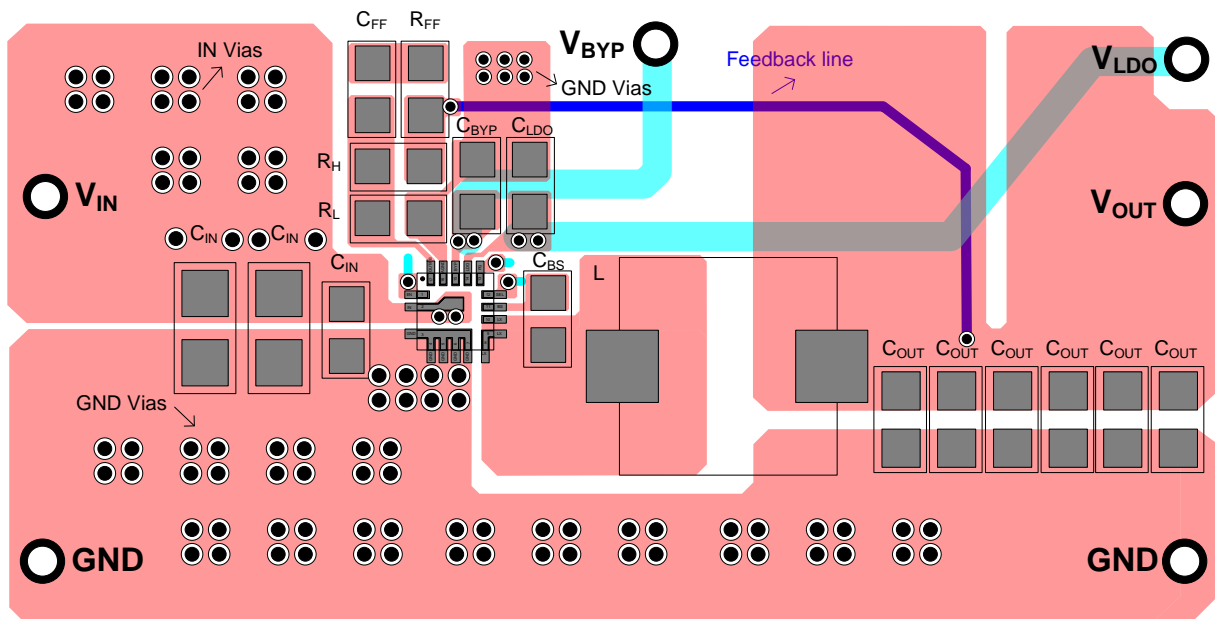 CFF RFF
IN Vias
VBYP
GND Vias
Feedback line
VLDO
CBYP CLDO
RH
VIN
RL
VOUT
CIN CIN
CIN
CBS
L
COUT COUT COUT COUT COUT COUT
GND Vias
GND
GND